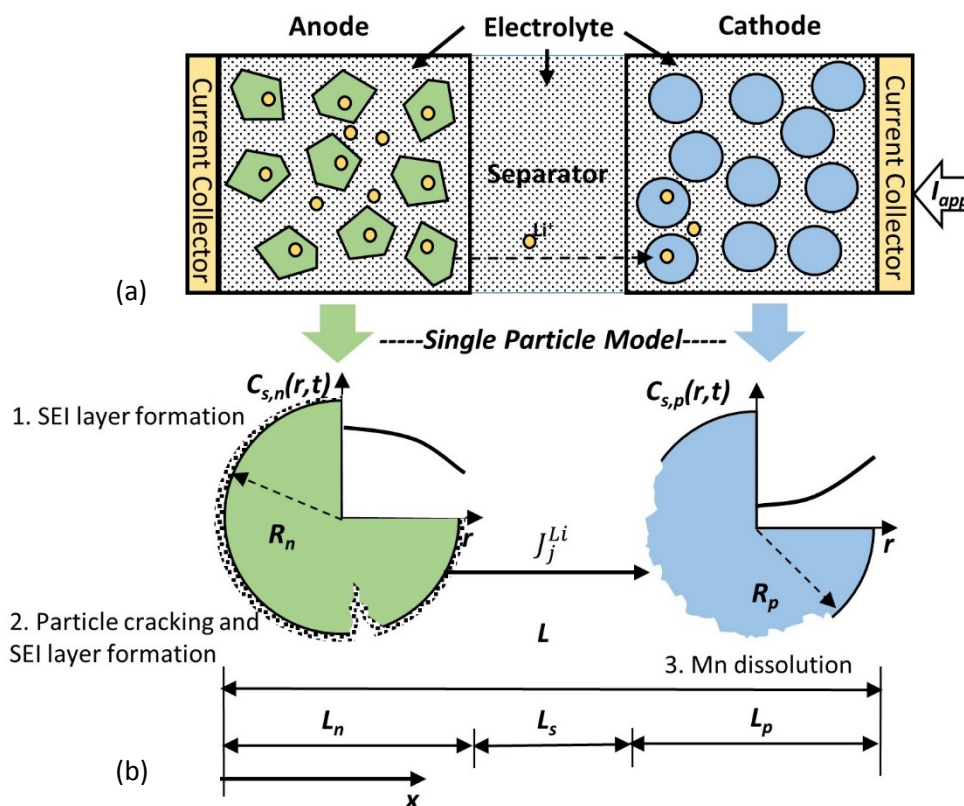 Anode
Electrolyte
Cathode
Current Collector
Separator
Li⁺
Current Collector
I_app
(a)
-----Single Particle Model-----
C_s,n(r,t)
C_s,p(r,t)
1. SEI layer formation
R_n
r
J_j^Li
R_p
r
2. Particle cracking and
SEI layer formation
L
3. Mn dissolution
L_n
L_s
L_p
(b)
x